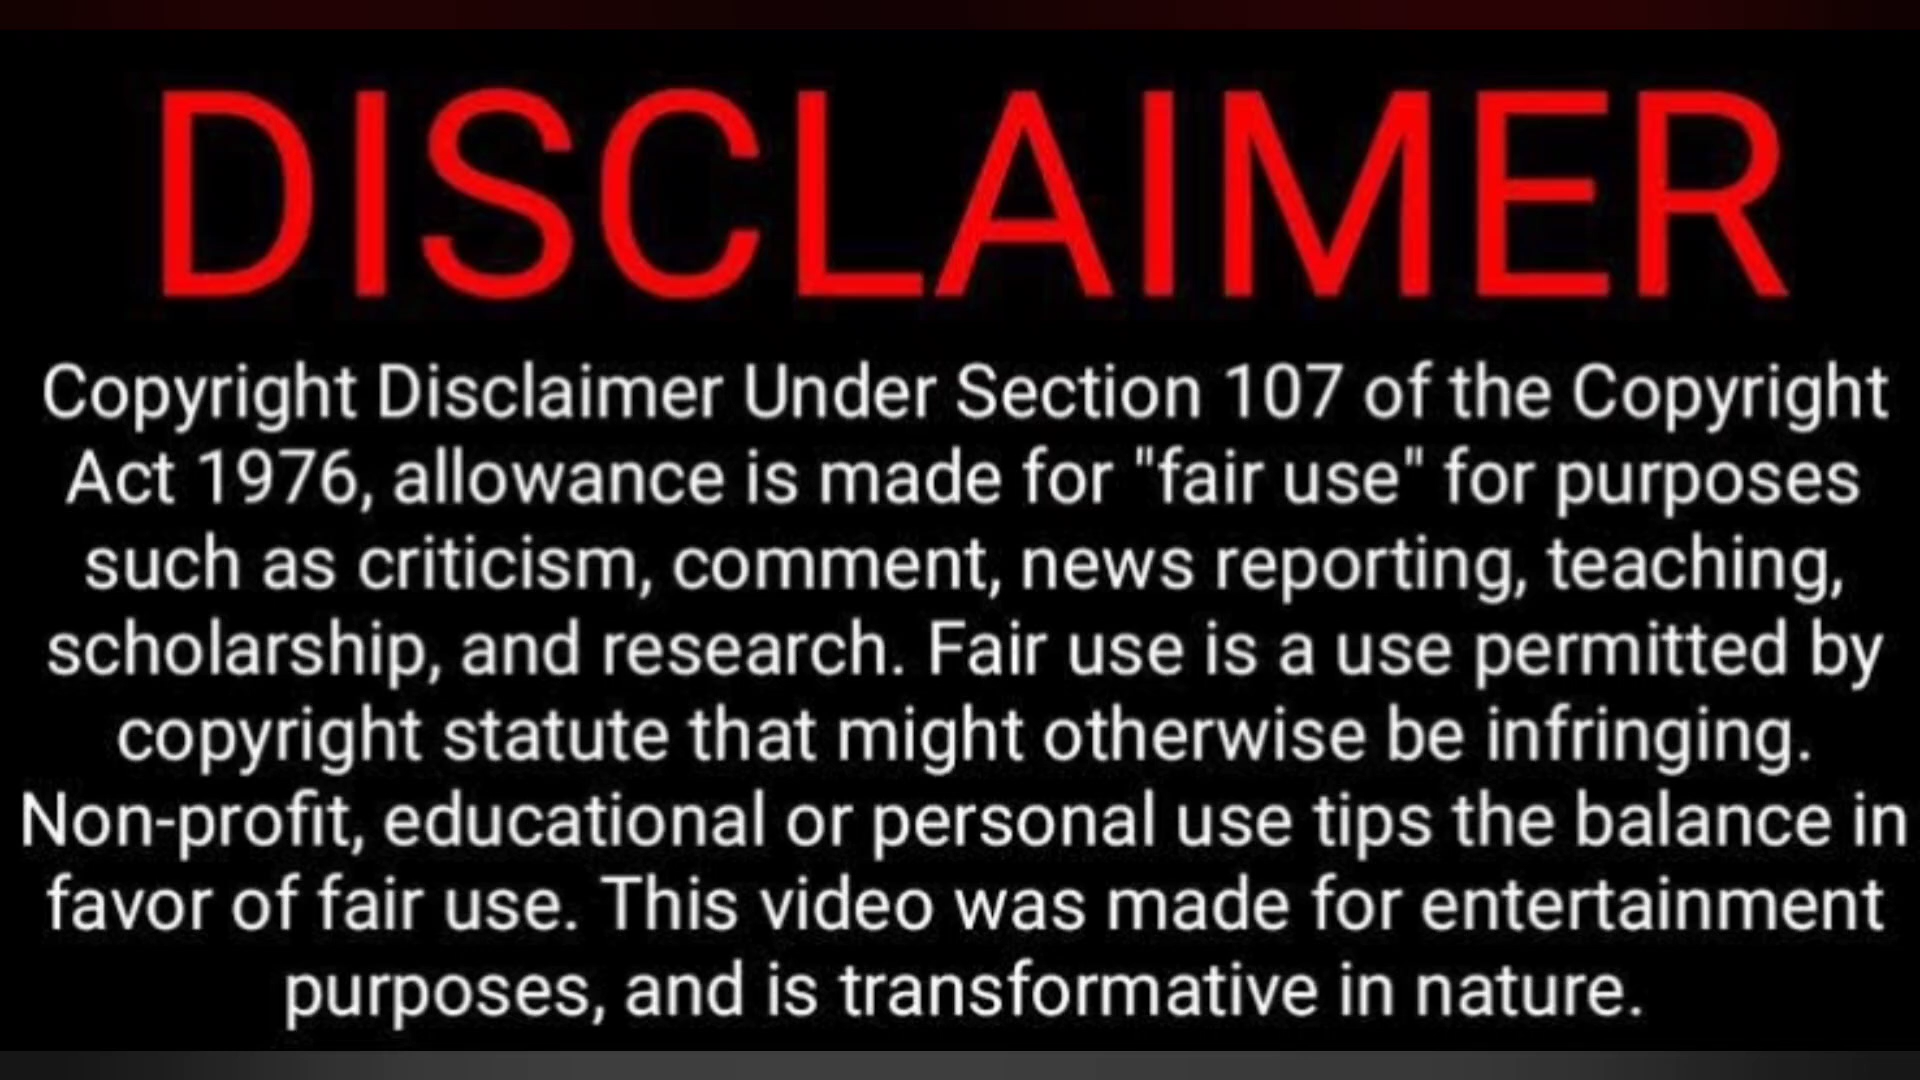 DISCLAIMER
Copyright Disclaimer Under Section 107 of the Copyright
Act 1976, allowance is made for "fair use" for purposes
such as criticism, comment, news reporting, teaching,
scholarship, and research. Fair use is a use permitted by
copyright statute that might otherwise be infringing.
Non-profit, educational or personal use tips the balance in
favor of fair use. This video was made for entertainment
purposes, and is transformative in nature.